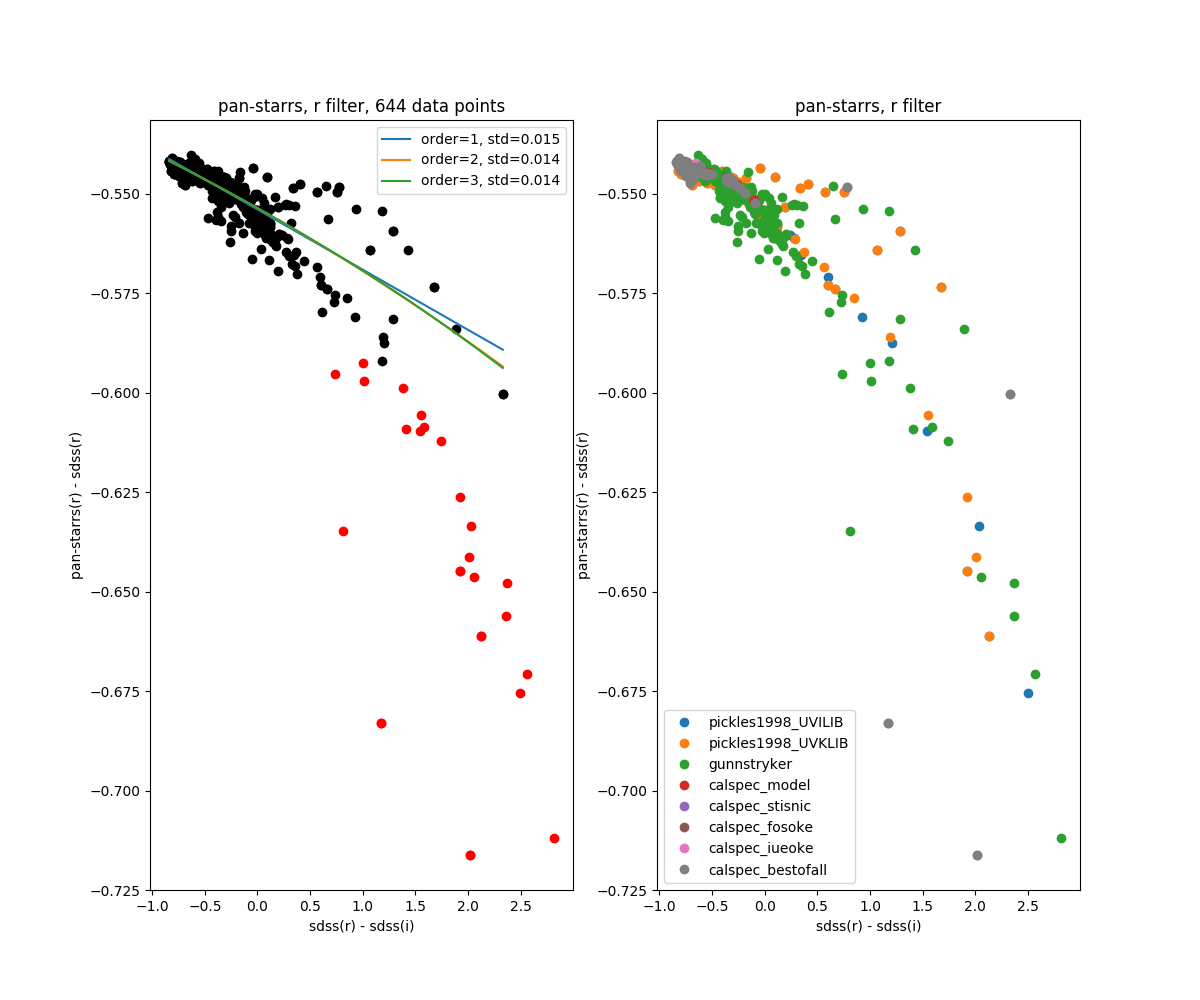 pan-starrs, r filter, 644 data points
order=1, std=0.015
order=2, std=0.014
order=3, std=0.014
−0.550
−0.575
−0.600
−0.625
−0.650
−0.675
−0.700
−0.725
pan-starrs(r) - sdss(r)
−1.0 −0.5 0.0 0.5 1.0 1.5 2.0 2.5
sdss(r) - sdss(i)
pan-starrs, r filter
−0.550
−0.575
−0.600
−0.625
−0.650
−0.675
−0.700
−0.725
pan-starrs(r) - sdss(r)
pickles1998_UVILIB
pickles1998_UVKLIB
gunnstryker
calspec_model
calspec_stisnic
calspec_fosoke
calspec_iueoke
calspec_bestofall
−1.0 −0.5 0.0 0.5 1.0 1.5 2.0 2.5
sdss(r) - sdss(i)